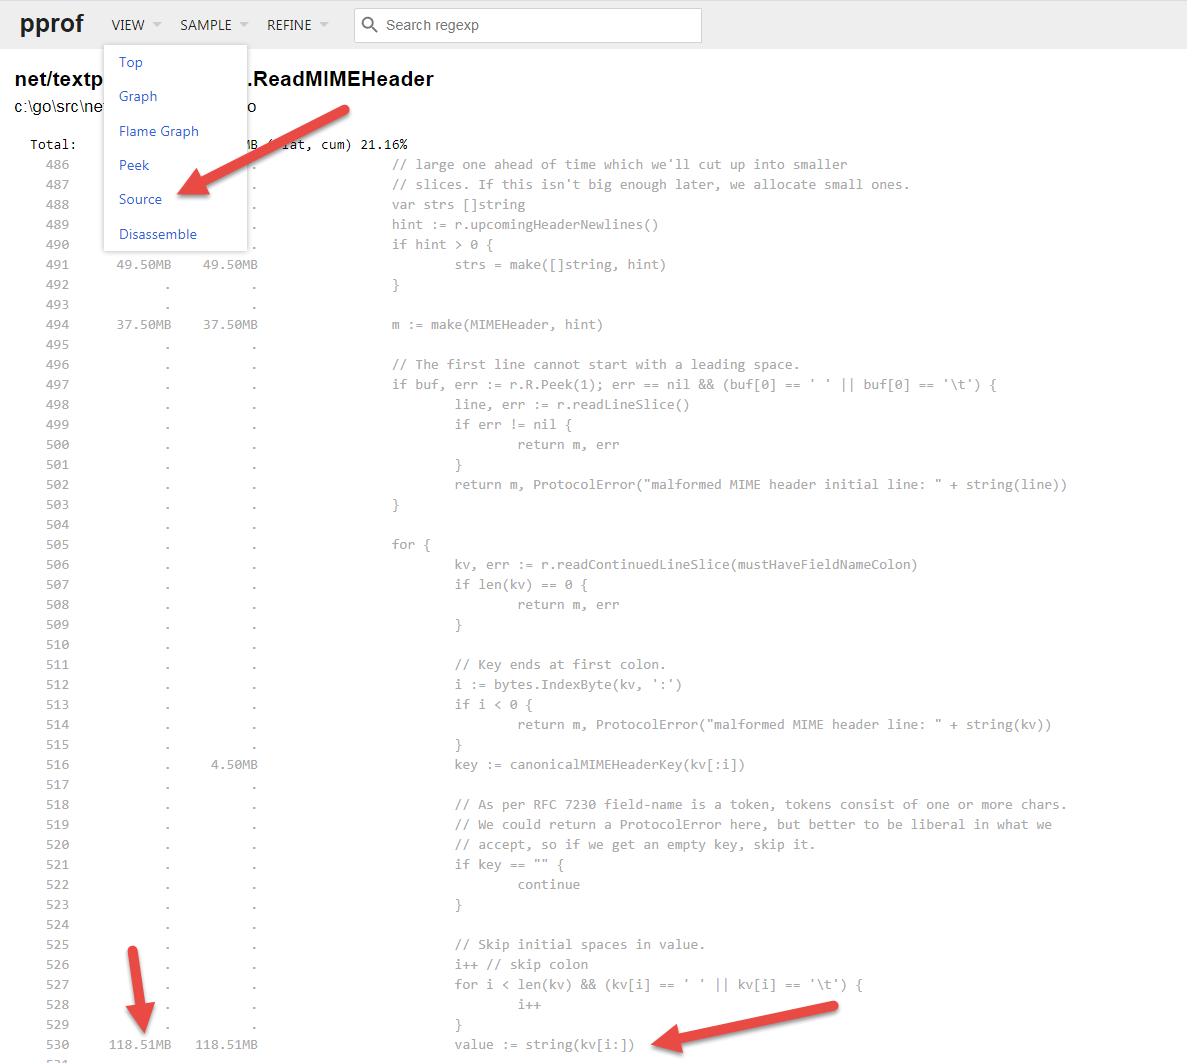 pprof VIEW SAMPLE REFINE Search regexp
Top
Graph
Flame Graph
Peek
Source
Disassemble
net/textp .ReadMIMEHeader
c:\go\src\net o
Total: MB (flat, cum) 21.16%
486 . // large one ahead of time which we'll cut up into smaller
487 . // slices. If this isn't big enough later, we allocate small ones.
488 . var strs []string
489 . hint := r.upcomingHeaderNewlines()
490 . if hint > 0 {
491 49.50MB 49.50MB strs = make([]string, hint)
492 . . }
493 . .
494 37.50MB 37.50MB m := make(MIMEHeader, hint)
495 . .
496 . . // The first line cannot start with a leading space.
497 . . if buf, err := r.R.Peek(1); err == nil && (buf[0] == ' ' || buf[0] == '\t') {
498 . . line, err := r.readLineSlice()
499 . . if err != nil {
500 . . return m, err
501 . . }
502 . . return m, ProtocolError("malformed MIME header initial line: " + string(line))
503 . . }
504 . .
505 . . for {
506 . . kv, err := r.readContinuedLineSlice(mustHaveFieldNameColon)
507 . . if len(kv) == 0 {
508 . . return m, err
509 . . }
510 . .
511 . . // Key ends at first colon.
512 . . i := bytes.IndexByte(kv, ':')
513 . . if i < 0 {
514 . . return m, ProtocolError("malformed MIME header line: " + string(kv))
515 . . }
516 . 4.50MB key := canonicalMIMEHeaderKey(kv[:i])
517 . .
518 . . // As per RFC 7230 field-name is a token, tokens consist of one or more chars.
519 . . // We could return a ProtocolError here, but better to be liberal in what we
520 . . // accept, so if we get an empty key, skip it.
521 . . if key == "" {
522 . . continue
523 . . }
524 . .
525 . . // Skip initial spaces in value.
526 . . i++ // skip colon
527 . . for i < len(kv) && (kv[i] == ' ' || kv[i] == '\t') {
528 . . i++
529 . . }
530 118.51MB 118.51MB value := string(kv[i:])